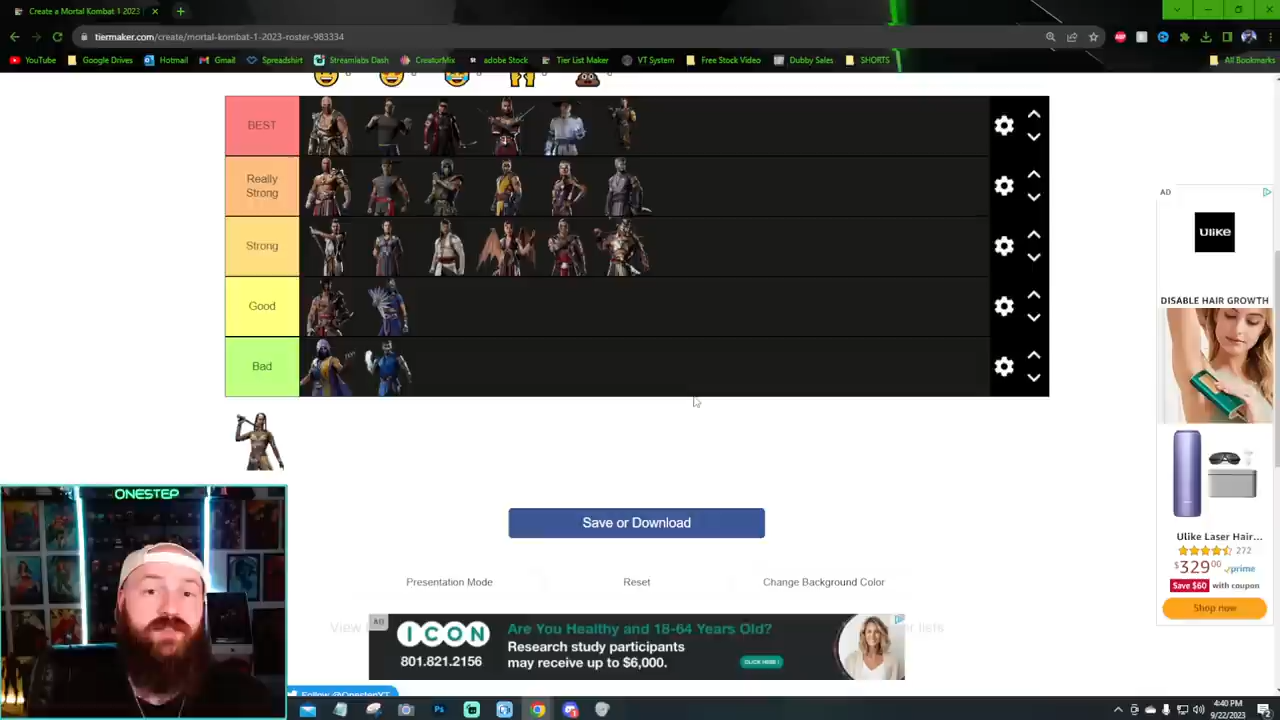 Create a Mortal Kombat 1 2023
tiermaker.com/create/mortal-kombat-1-2023-roster-983334
YouTube
Google Drives
Hotmail
Gmail
Spreadshirt
Streamlabs Dash
CreatorMix
adobe Stock
Tier List Maker
VT System
Free Stock Video
Dubby Sales
SHORTS
All Bookmarks
BEST
Really
Strong
Strong
Good
Bad
AD
ULIKE
DISABLE HAIR GROWTH
Ulike Laser Hair...
272
$329.00 prime
Save $60 with coupon
Shop now
ONESTEP
Save or Download
Presentation Mode
Reset
Change Background Color
View
lists
AD
ICON
801.821.2156
Are You Healthy and 18-64 Years Old?
Research study participants
may receive up to $6,000.
CLICK HERE!
Follow @OnestepYT
4:40 PM
9/22/2023